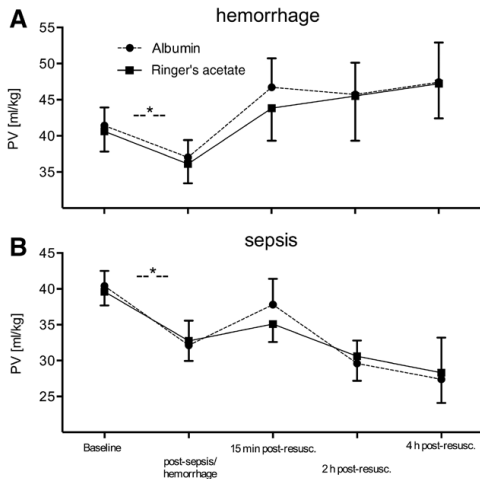 A
hemorrhage
55
50
45
40
35
PV [ml/kg]
Albumin
Ringer's acetate
--*--
B
sepsis
45
40
35
30
25
PV [ml/kg]
--*--
Baseline
post-sepsis/
hemorrhage
15 min post-resusc.
2 h post-resusc.
4 h post-resusc.